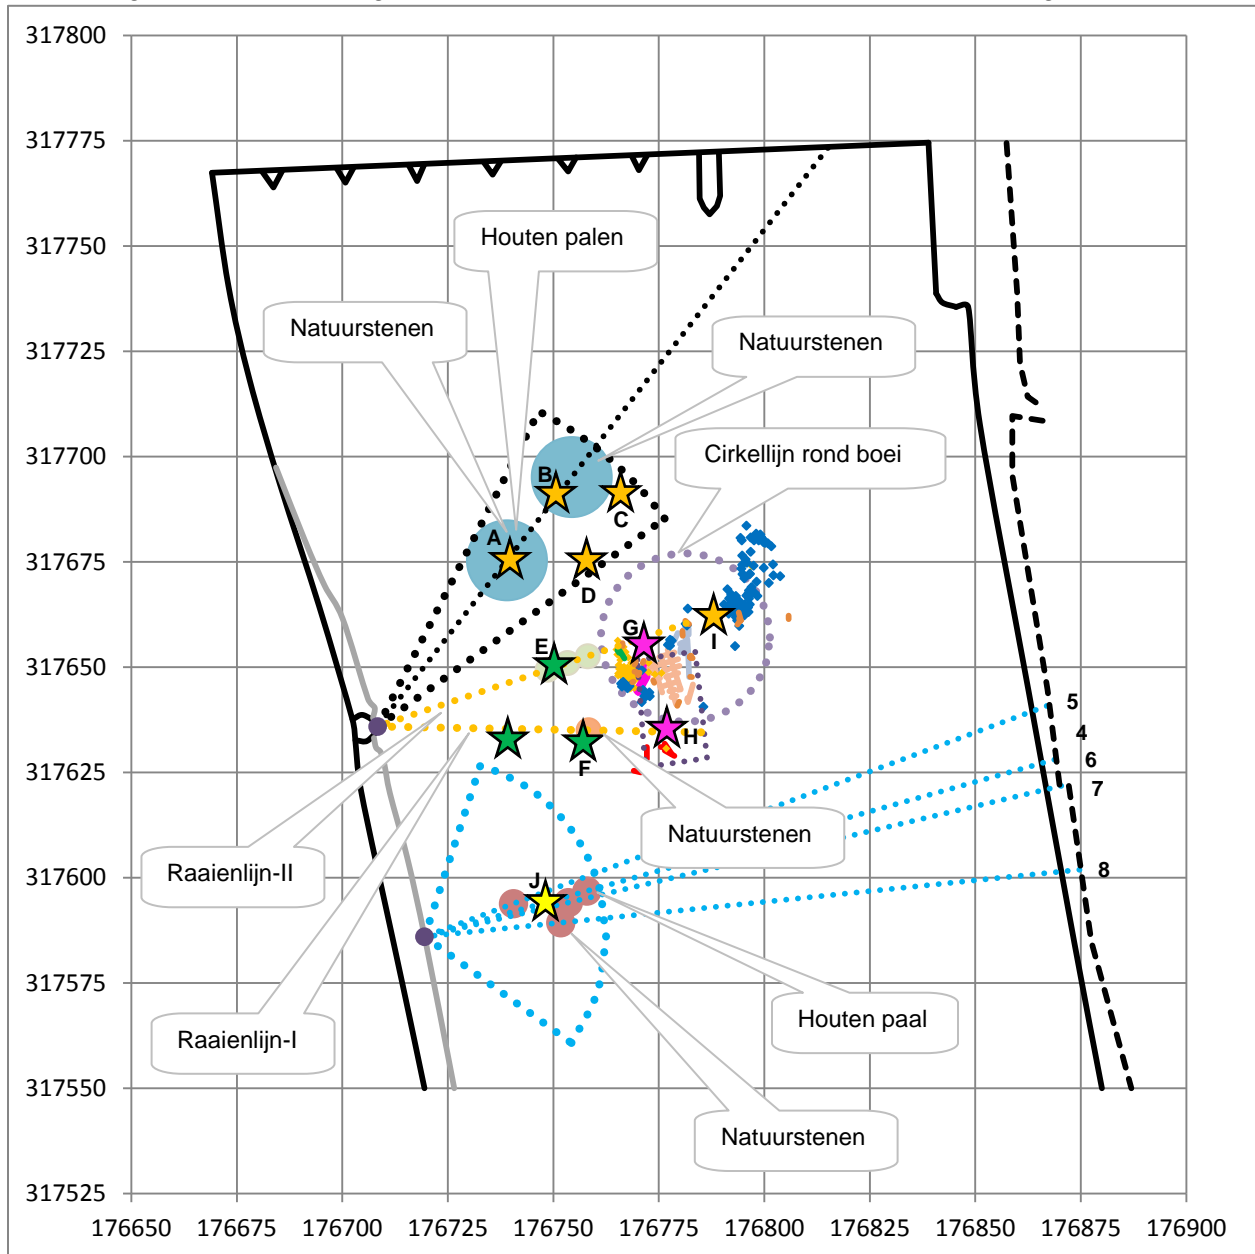 317800
317775
317750
317725
317700
317675
317650
317625
317600
317575
317550
317525
176650 176675 176700 176725 176750 176775 176800 176825 176850 176875 176900
Houten palen
Natuurstenen
Natuurstenen
Cirkellijn rond boei
B
C
A
D
G
I
E
H
F
5
4
6
7
Natuurstenen
Raaienlijn-II
J
8
Houten paal
Raaienlijn-I
Natuurstenen